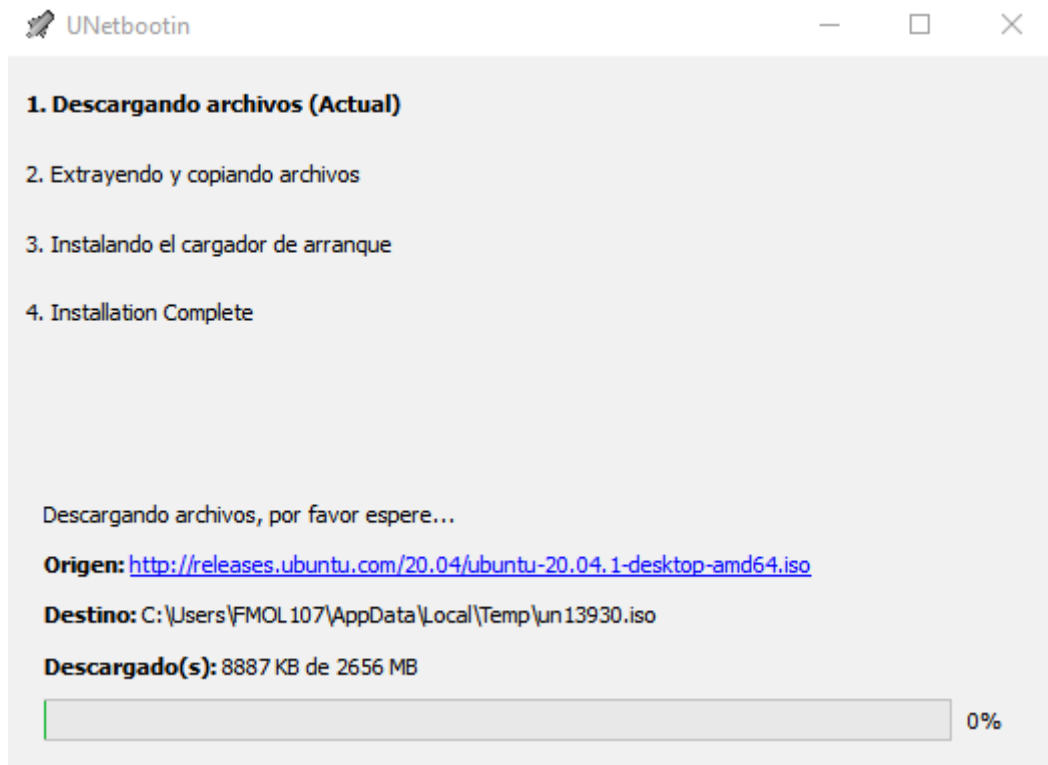 UNetbootin
1. Descargando archivos (Actual)
2. Extrayendo y copiando archivos
3. Instalando el cargador de arranque
4. Installation Complete
Descargando archivos, por favor espere...
Origen: http://releases.ubuntu.com/20.04/ubuntu-20.04.1-desktop-amd64.iso
Destino: C:\Users\FMOL107\AppData\Local\Temp\un13930.iso
Descargado(s): 8887 KB de 2656 MB
0%